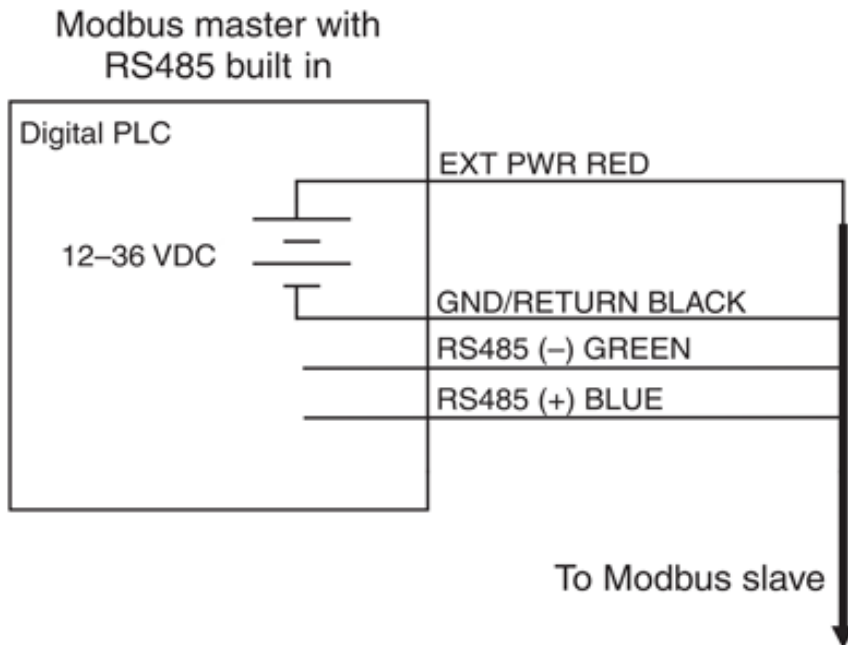 Modbus master with
RS485 built in
Digital PLC
EXT PWR RED
12–36 VDC
GND/RETURN BLACK
RS485 (–) GREEN
RS485 (+) BLUE
To Modbus slave